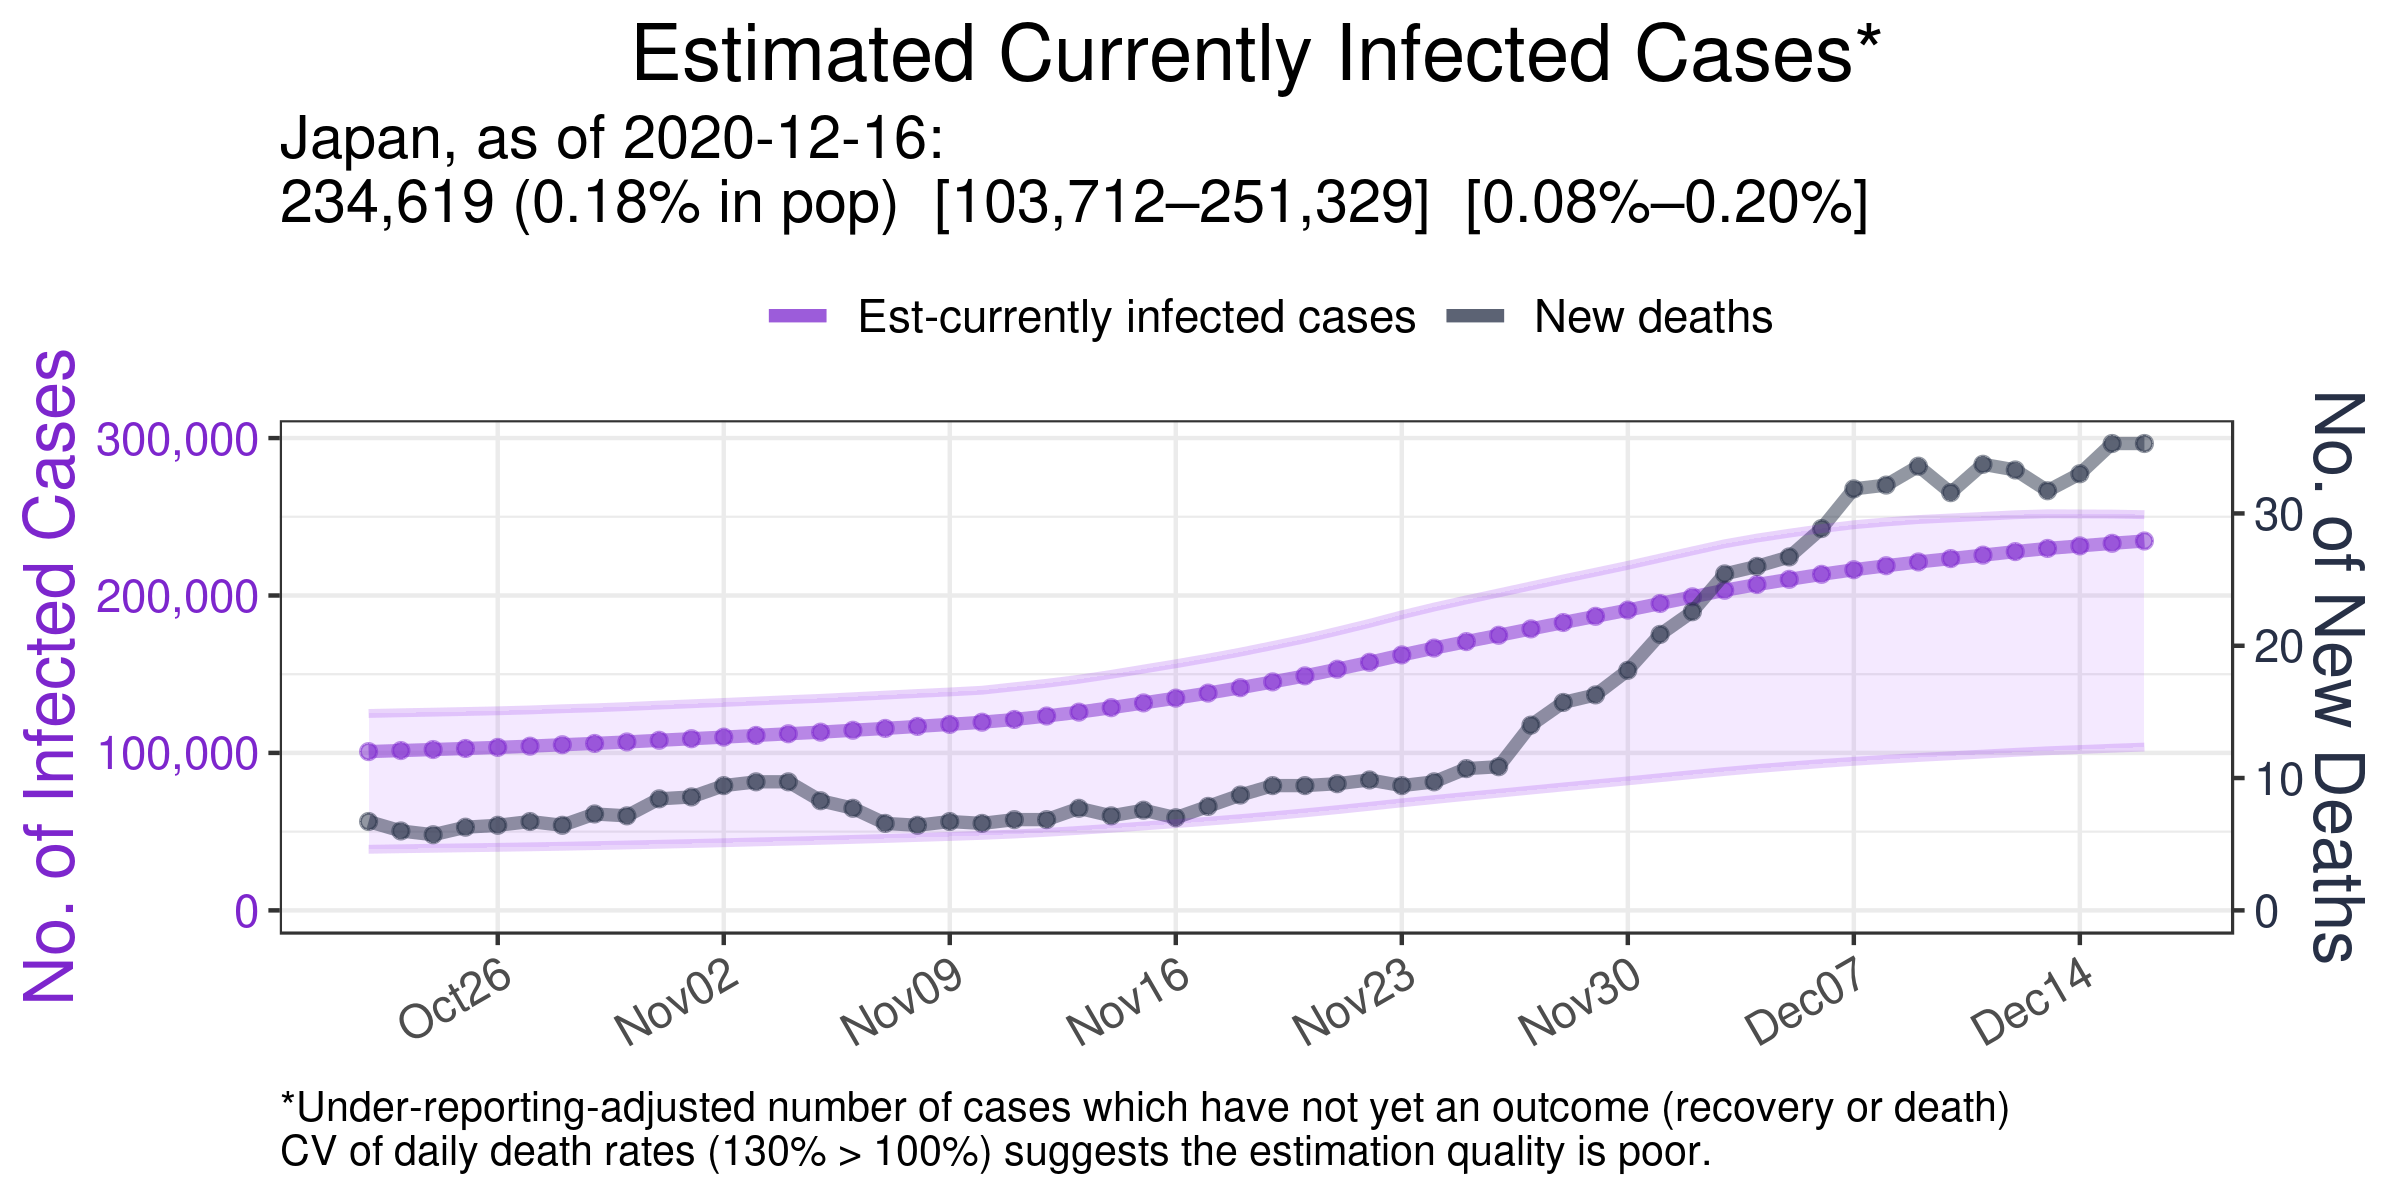 Estimated Currently Infected Cases*
Japan, as of 2020-12-16:
234,619 (0.18% in pop)  [103,712–251,329]  [0.08%–0.20%]
Est-currently infected cases
New deaths
No. of Infected Cases
300,000
200,000
100,000
0
No. of New Deaths
30
20
10
0
Oct26
Nov02
Nov09
Nov16
Nov23
Nov30
Dec07
Dec14
*Under-reporting-adjusted number of cases which have not yet an outcome (recovery or death)
CV of daily death rates (130% > 100%) suggests the estimation quality is poor.